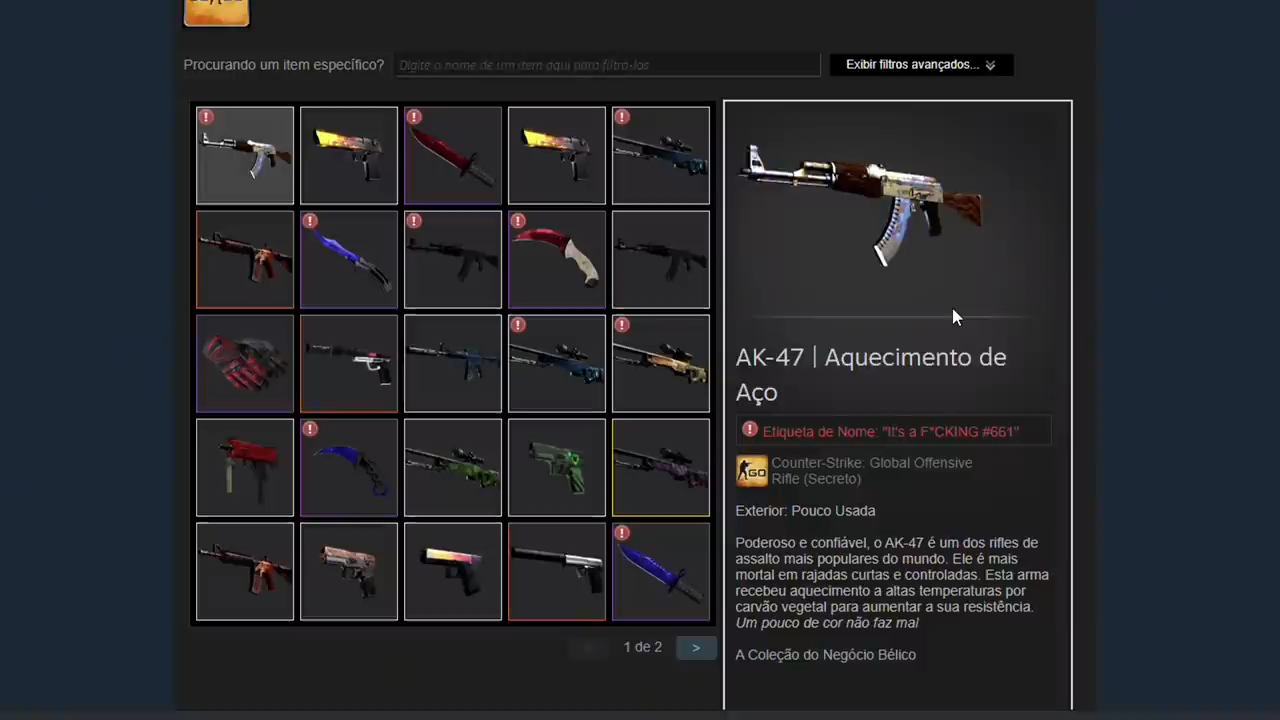 Procurando um item específico?
Digite o nome de um item aqui para filtrá-los
Exibir filtros avançados...
AK-47 | Aquecimento de
Aço
Etiqueta de Nome: "It's a F*CKING #661"
GO
Counter-Strike: Global Offensive
Rifle (Secreto)
Exterior: Pouco Usada
Poderoso e confiável, o AK-47 é um dos rifles de
assalto mais populares do mundo. Ele é mais
mortal em rajadas curtas e controladas. Esta arma
recebeu aquecimento a altas temperaturas por
carvão vegetal para aumentar a sua resistência.
Um pouco de cor não faz mal
A Coleção do Negócio Bélico
1 de 2
>